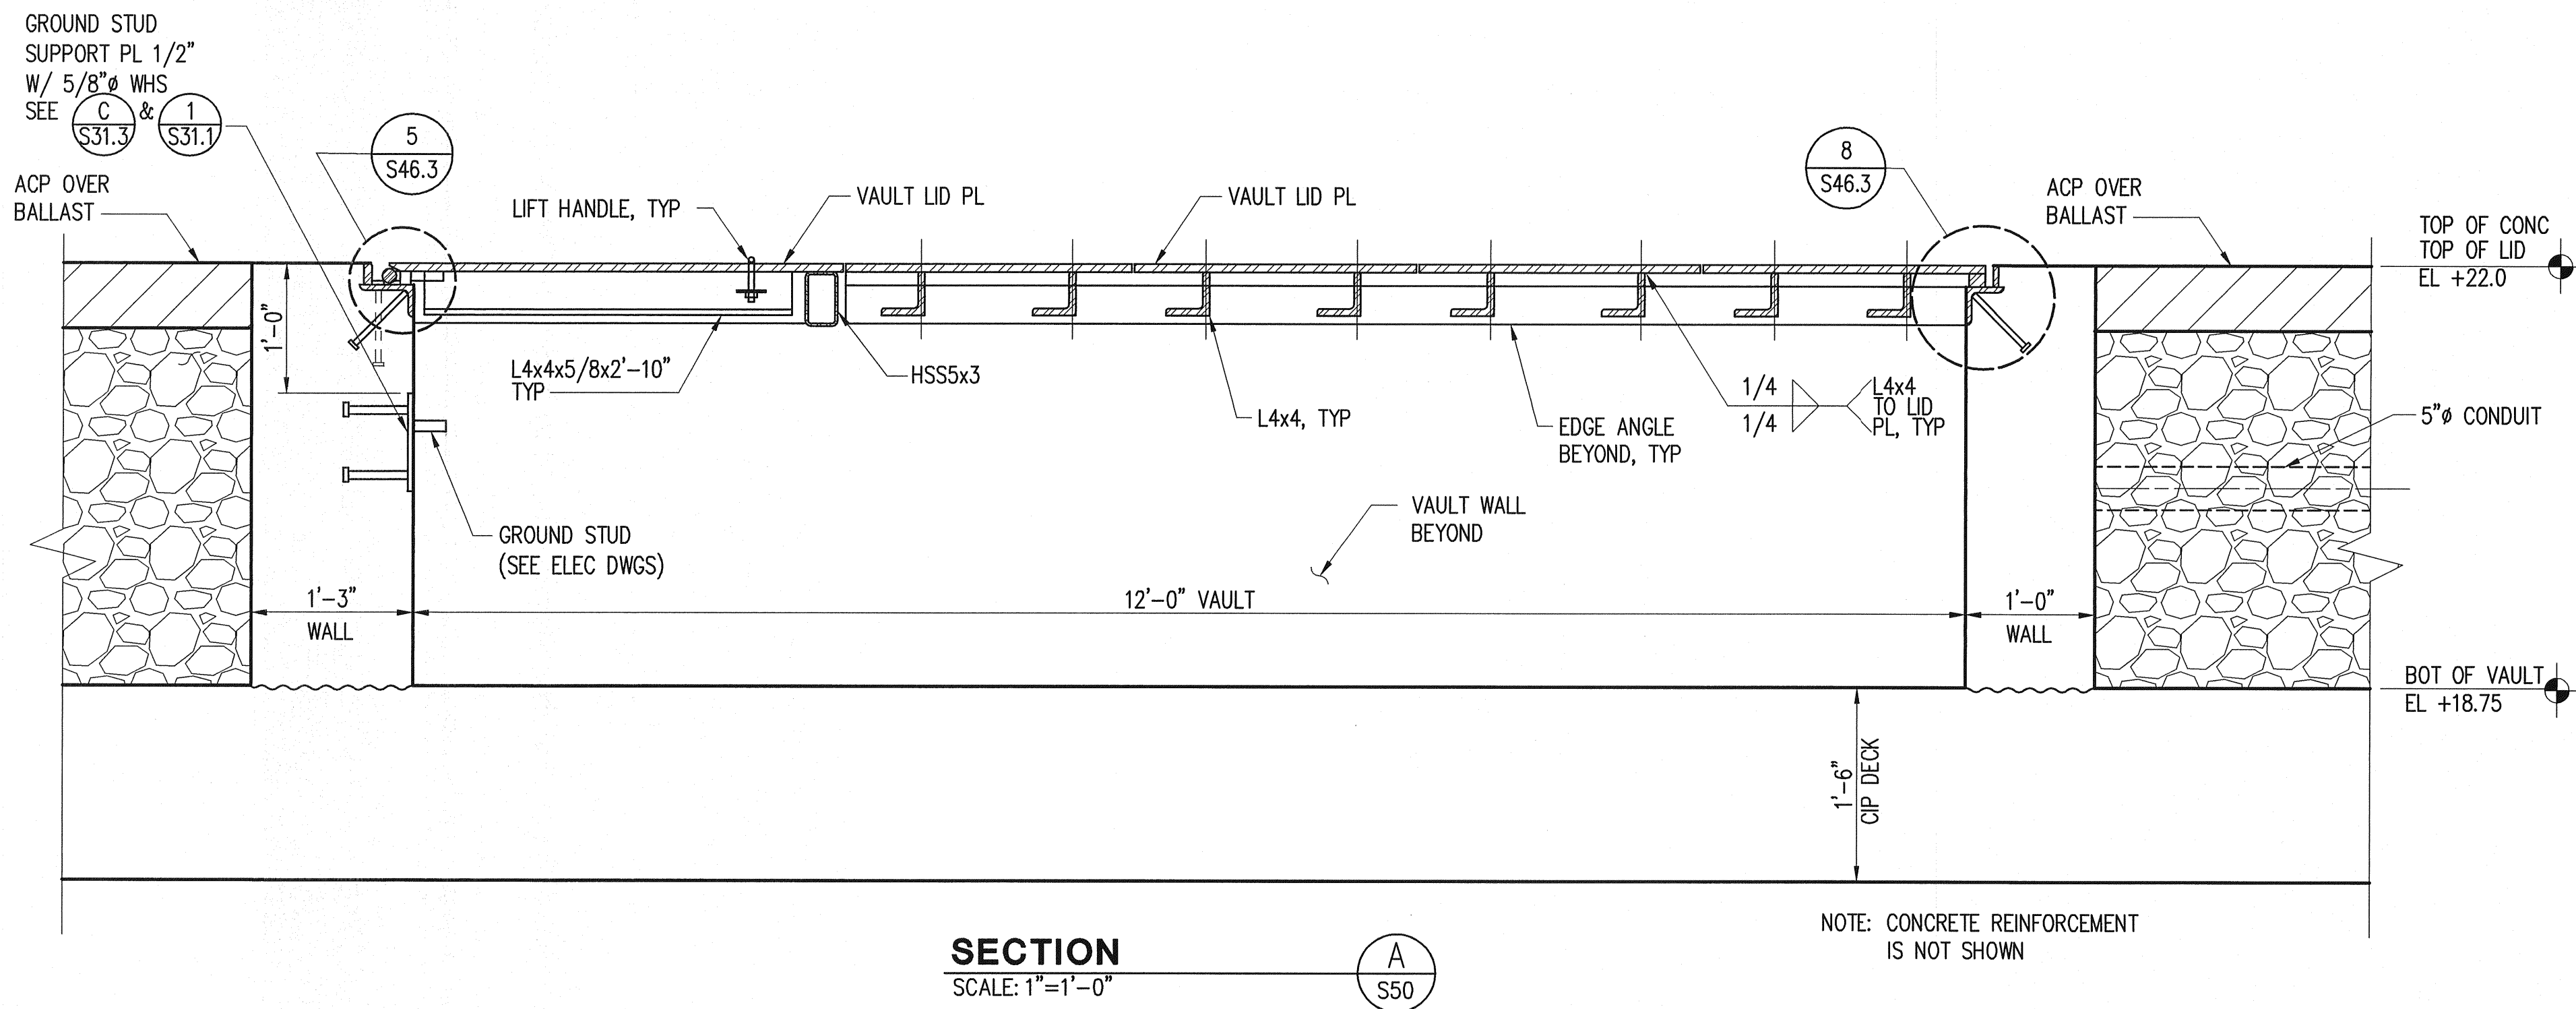 GROUND STUD
SUPPORT PL 1/2"
W/ 5/8"ø WHS
SEE C & 1
S31.3 S31.1
5
S46.3
8
S46.3
ACP OVER
BALLAST
LIFT HANDLE, TYP
VAULT LID PL
VAULT LID PL
ACP OVER
BALLAST
TOP OF CONC
TOP OF LID
EL +22.0
1'-0"
L4x4x5/8x2'-10"
TYP
HSS5x3
L4x4, TYP
EDGE ANGLE
BEYOND, TYP
1/4
1/4
L4x4
TO LID
PL, TYP
5"ø CONDUIT
GROUND STUD
(SEE ELEC DWGS)
VAULT WALL
BEYOND
1'-3"
WALL
12'-0" VAULT
1'-0"
WALL
BOT OF VAULT
EL +18.75
1'-6"
CIP DECK
NOTE: CONCRETE REINFORCEMENT
IS NOT SHOWN
SECTION
SCALE: 1"=1'-0"
A
S50